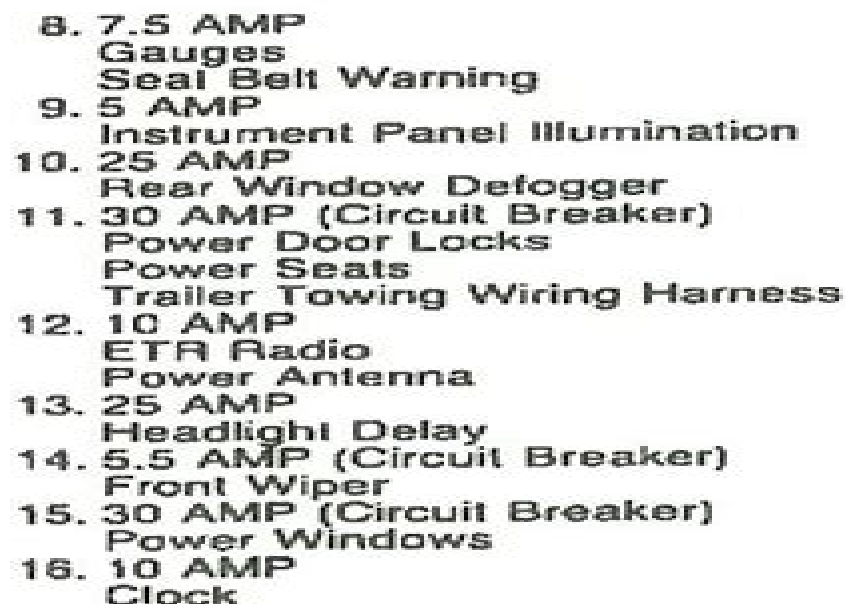 8. 7.5 AMP
Gauges
Seat Belt Warning
9. 5 AMP
Instrument Panel Illumination
10. 25 AMP
Rear Window Defogger
11. 30 AMP (Circuit Breaker)
Power Door Locks
Power Seats
Trailer Towing Wiring Harness
12. 10 AMP
ETR Radio
Power Antenna
13. 25 AMP
Headlight Delay
14. 5.5 AMP (Circuit Breaker)
Front Wiper
15. 30 AMP (Circuit Breaker)
Power Windows
16. 10 AMP
Clock